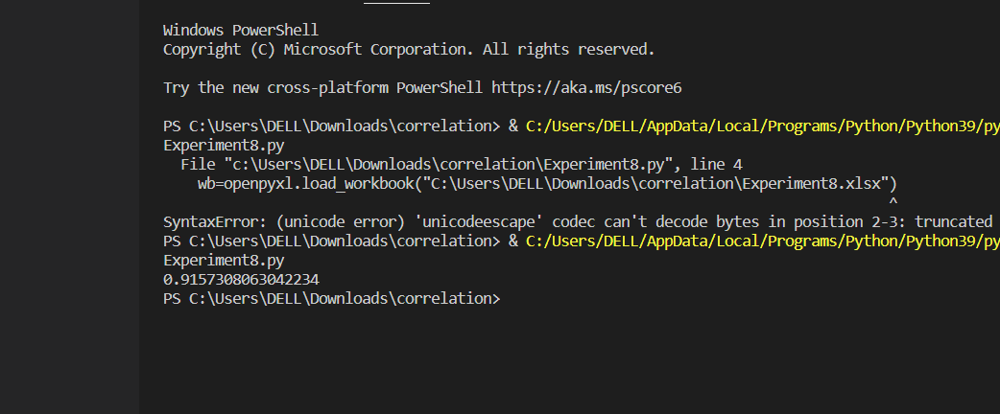 Windows PowerShell
Copyright (C) Microsoft Corporation. All rights reserved.
Try the new cross-platform PowerShell https://aka.ms/pscore6
PS C:\Users\DELL\Downloads\correlation> & C:/Users/DELL/AppData/Local/Programs/Python/Python39/py
Experiment8.py
File "c:\Users\DELL\Downloads\correlation\Experiment8.py", line 4
wb=openpyxl.load_workbook("C:\Users\DELL\Downloads\correlation\Experiment8.xlsx")
^
SyntaxError: (unicode error) 'unicodeescape' codec can't decode bytes in position 2-3: truncated
PS C:\Users\DELL\Downloads\correlation> & C:/Users/DELL/AppData/Local/Programs/Python/Python39/py
Experiment8.py
0.9157308063042234
PS C:\Users\DELL\Downloads\correlation>